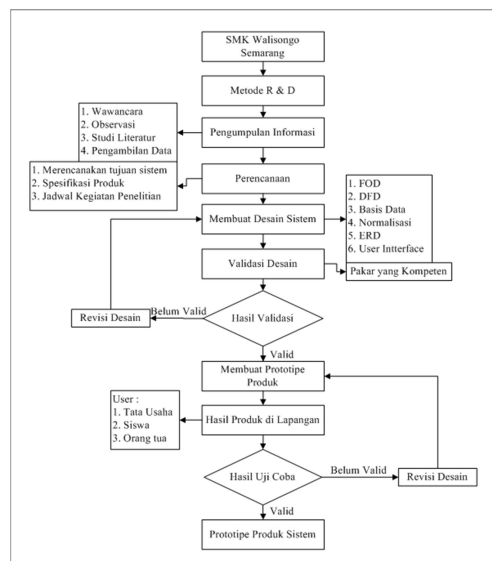 SMK Walisongo
Semarang
Metode R & D
1. Wawancara
2. Observasi
3. Studi Literatur
4. Pengambilan Data
Pengumpulan Informasi
1. Merencanakan tujuan sistem
2. Spesifikasi Produk
3. Jadwal Kegiatan Penelitian
Perencanaan
1. FOD
2. DFD
3. Basis Data
4. Normalisasi
5. ERD
6. User Intterface
Membuat Desain Sistem
Validasi Desain
Pakar yang Kompeten
Revisi Desain
Belum Valid
Hasil Validasi
Valid
Membuat Prototipe
Produk
User :
1. Tata Usaha
2. Siswa
3. Orang tua
Hasil Produk di Lapangan
Hasil Uji Coba
Belum Valid
Revisi Desain
Valid
Prototipe Produk Sistem